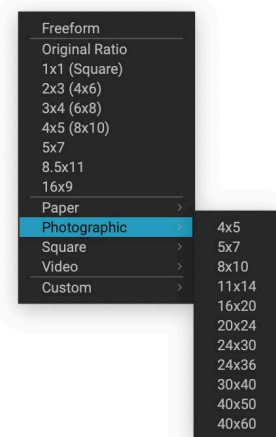 Freeform
Original Ratio
1x1 (Square)
2x3 (4x6)
3x4 (6x8)
4x5 (8x10)
5x7
8.5x11
16x9
Paper
Photographic
Square
Video
Custom
4x5
5x7
8x10
11x14
16x20
20x24
24x30
24x36
30x40
40x50
40x60